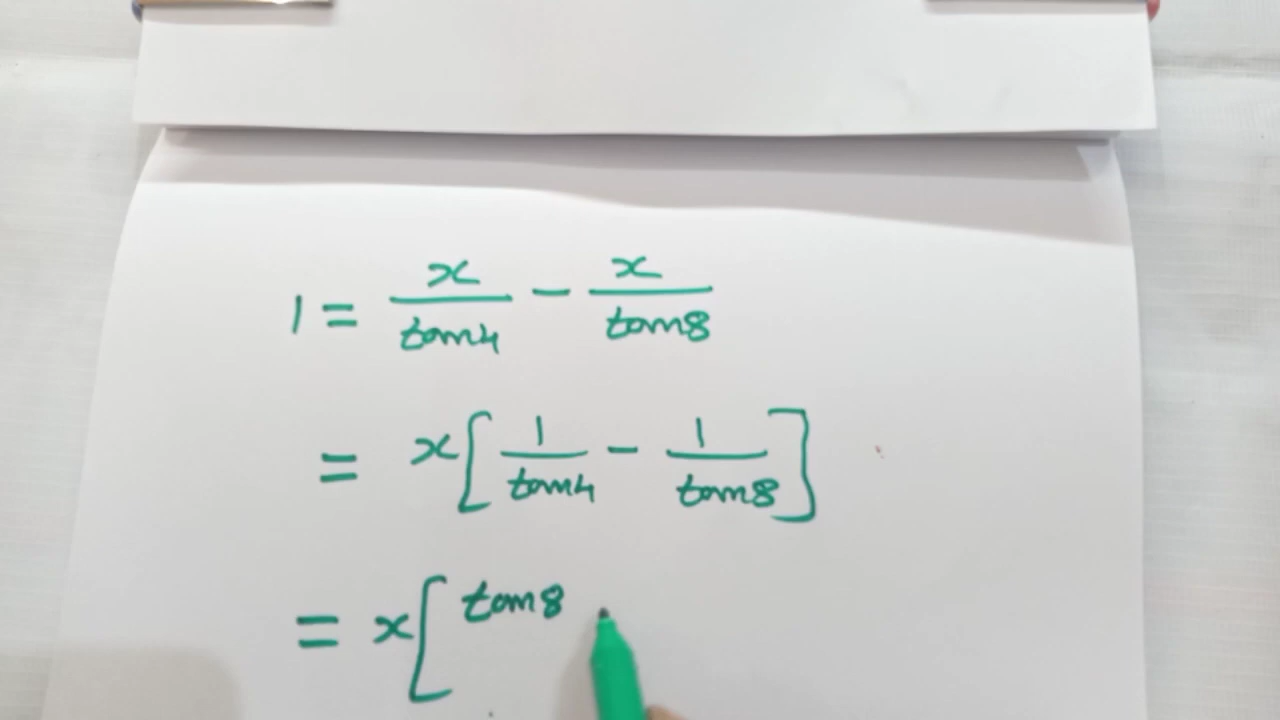 1 = x/tan4 - x/tan8
= x[1/tan4 - 1/tan8]
= x[tan8